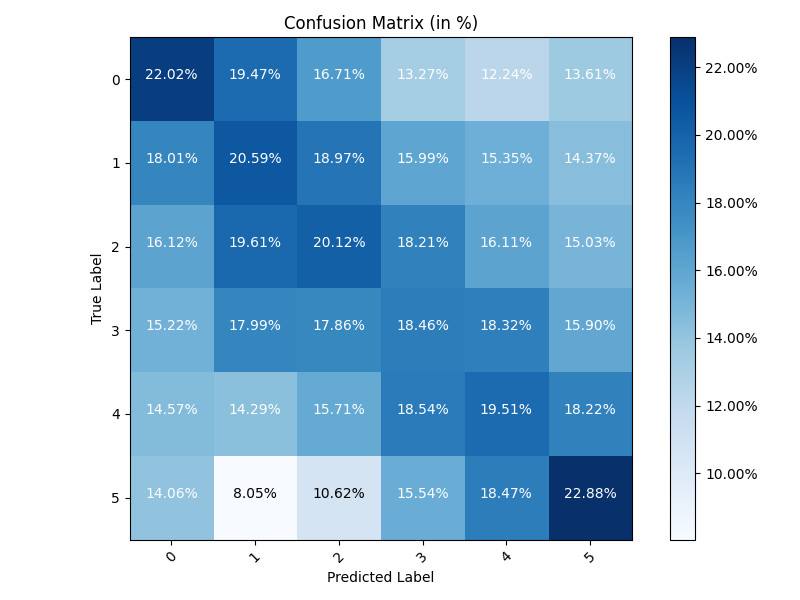 Confusion Matrix (in %)
0 22.02% 19.47% 16.71% 13.27% 12.24% 13.61%
1 18.01% 20.59% 18.97% 15.99% 15.35% 14.37%
2 16.12% 19.61% 20.12% 18.21% 16.11% 15.03%
3 15.22% 17.99% 17.86% 18.46% 18.32% 15.90%
4 14.57% 14.29% 15.71% 18.54% 19.51% 18.22%
5 14.06% 8.05% 10.62% 15.54% 18.47% 22.88%
0 1 2 3 4 5
Predicted Label
True Label
22.00%
20.00%
18.00%
16.00%
14.00%
12.00%
10.00%